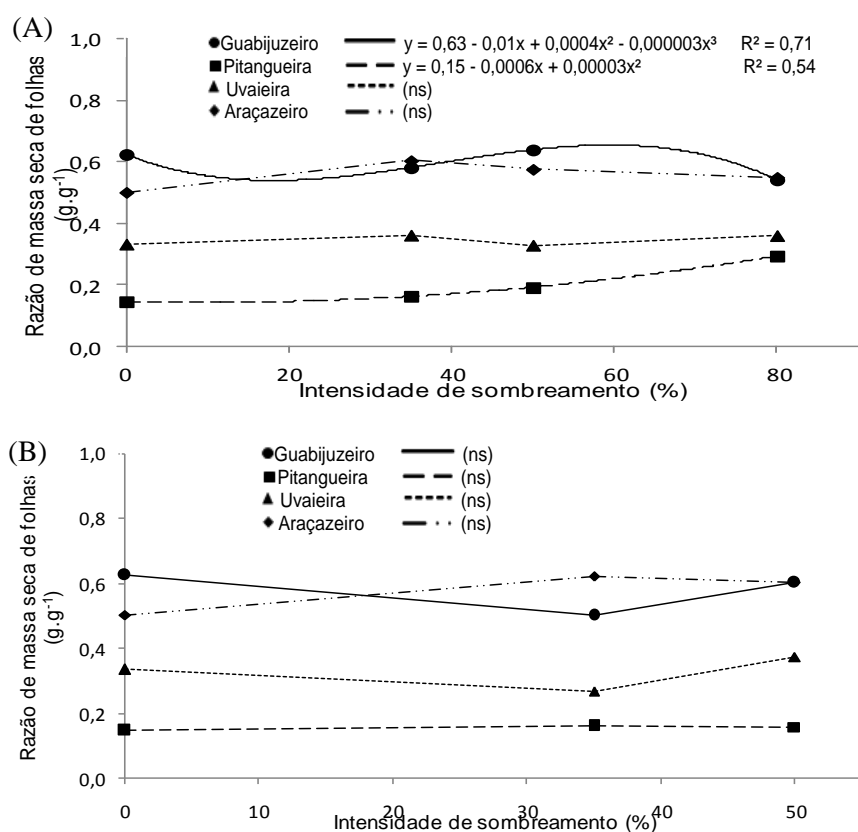 (A)
1,0
0,8
0,6
0,4
0,2
0,0
Razão de massa seca de folhas
(g.g⁻¹)
Guabijuzeiro y = 0,63 - 0,01x + 0,0004x² - 0,000003x³ R² = 0,71
Pitangueira y = 0,15 - 0,0006x + 0,00003x² R² = 0,54
Uvaieira (ns)
Araçazeiro (ns)
0 20 40 60 80
Intensidade de sombreamento (%)
(B)
1,0
0,8
0,6
0,4
0,2
0,0
Razão de massa seca de folhas
(g.g⁻¹)
Guabijuzeiro (ns)
Pitangueira (ns)
Uvaieira (ns)
Araçazeiro (ns)
0 10 20 30 40 50
Intensidade de sombreamento (%)